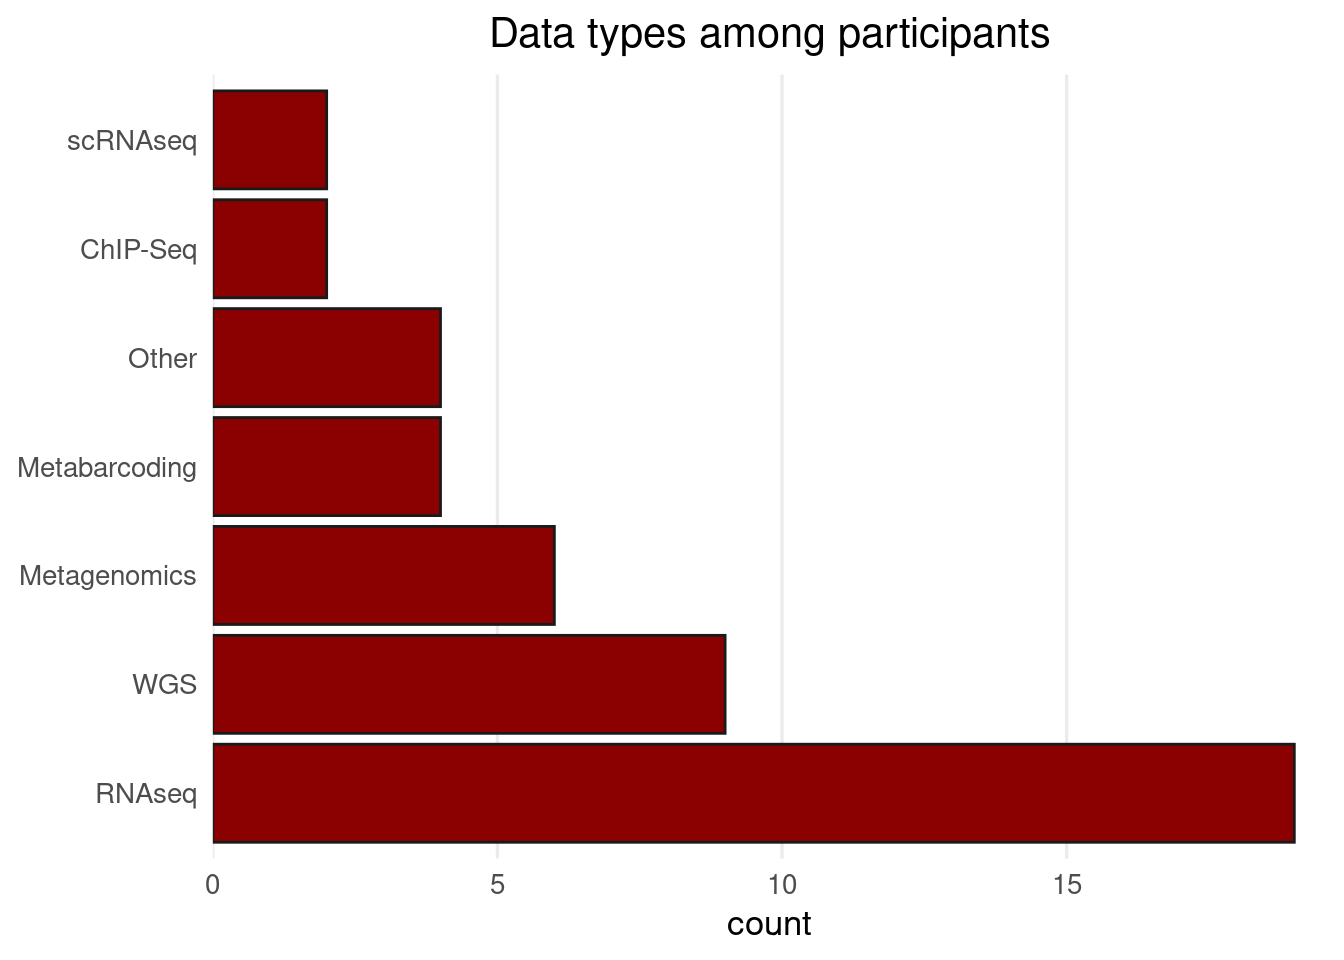 Data types among participants
scRNAseq
ChIP-Seq
Other
Metabarcoding
Metagenomics
WGS
RNAseq
0 5 10 15
count